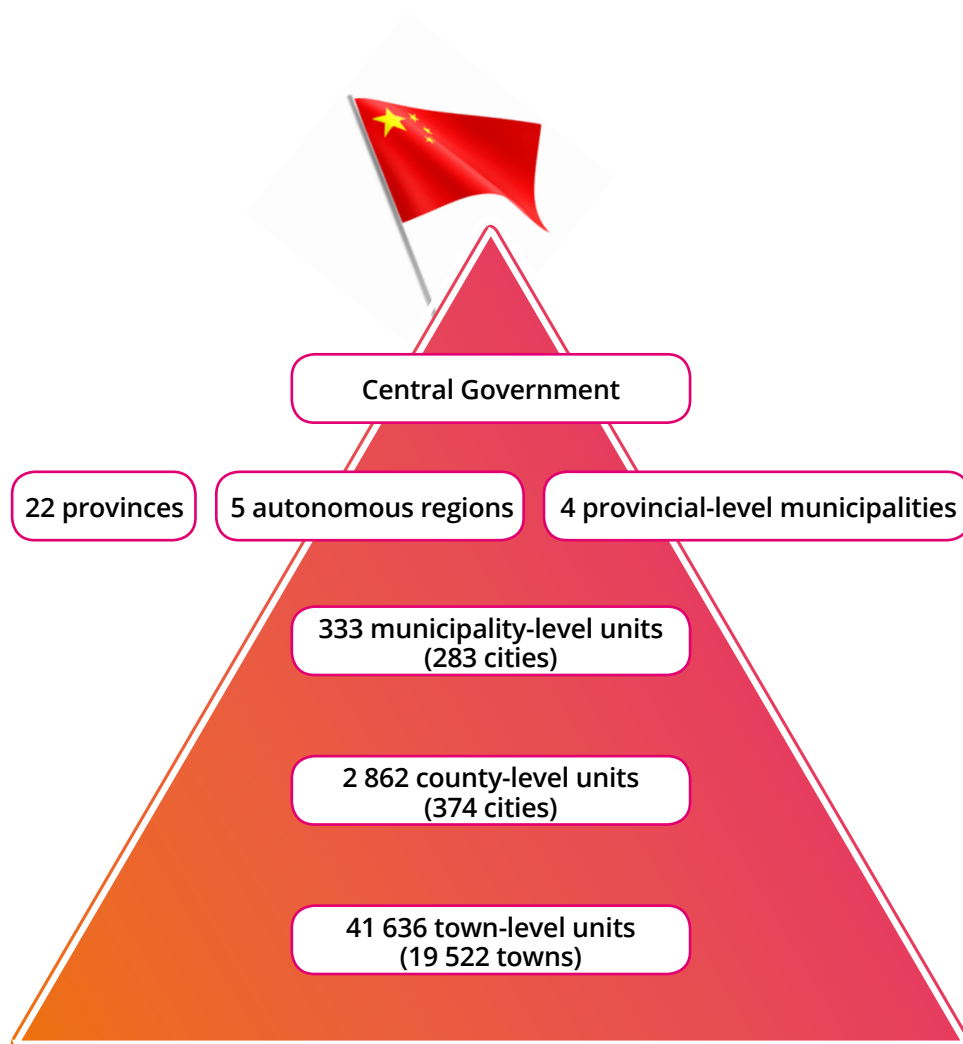 Central Government
22 provinces
5 autonomous regions
4 provincial-level municipalities
333 municipality-level units
(283 cities)
2 862 county-level units
(374 cities)
41 636 town-level units
(19 522 towns)